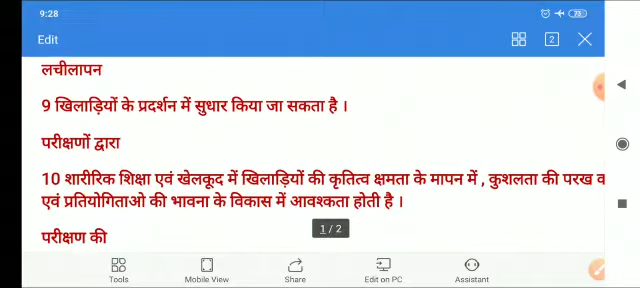 9:28
73
Edit
2
लचीलापन
9 खिलाड़ियों के प्रदर्शन में सुधार किया जा सकता है ।
परीक्षणों द्वारा
10 शारीरिक शिक्षा एवं खेलकूद में खिलाड़ियों की कृतित्व क्षमता के मापन में , कुशलता की परख व
एवं प्रतियोगिताओ की भावना के विकास में आवश्कता होती है ।
1 / 2
परीक्षण की
Tools
Mobile View
Share
Edit on PC
Assistant